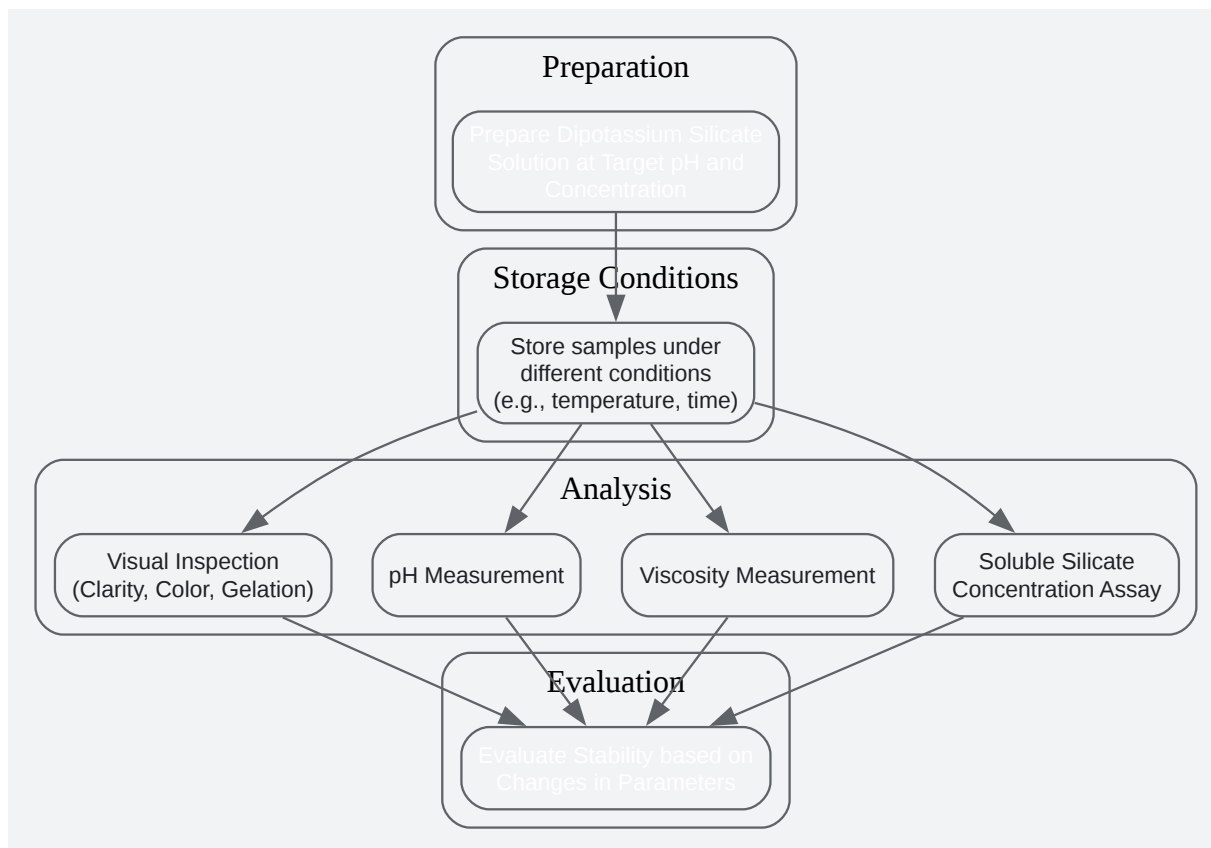 Preparation
Prepare Dipotassium Silicate
Solution at Target pH and
Concentration
Storage Conditions
Store samples under
different conditions
(e.g., temperature, time)
Analysis
Visual Inspection
(Clarity, Color, Gelation)
pH Measurement
Viscosity Measurement
Soluble Silicate
Concentration Assay
Evaluation
Evaluate Stability based on
Changes in Parameters